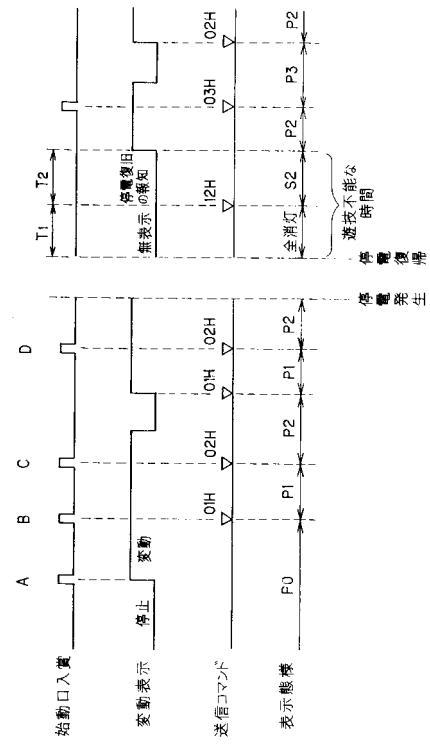 A B C D
T1 T2
始動口入賞
変動表示 停止 変動 無表示 停電復旧の報知
送信コマンド 01H 02H 01H 02H 12H 03H 02H
表示態様 P0 P1 P2 P1 P2 全消灯 S2 P2 P3 P2
停電発生
停電復帰
遊技不能な
時間